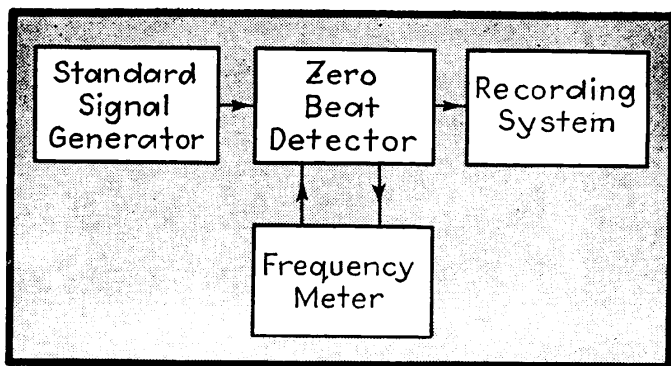 Standard
Signal
Generator
Zero
Beat
Detector
Recording
System
Frequency
Meter